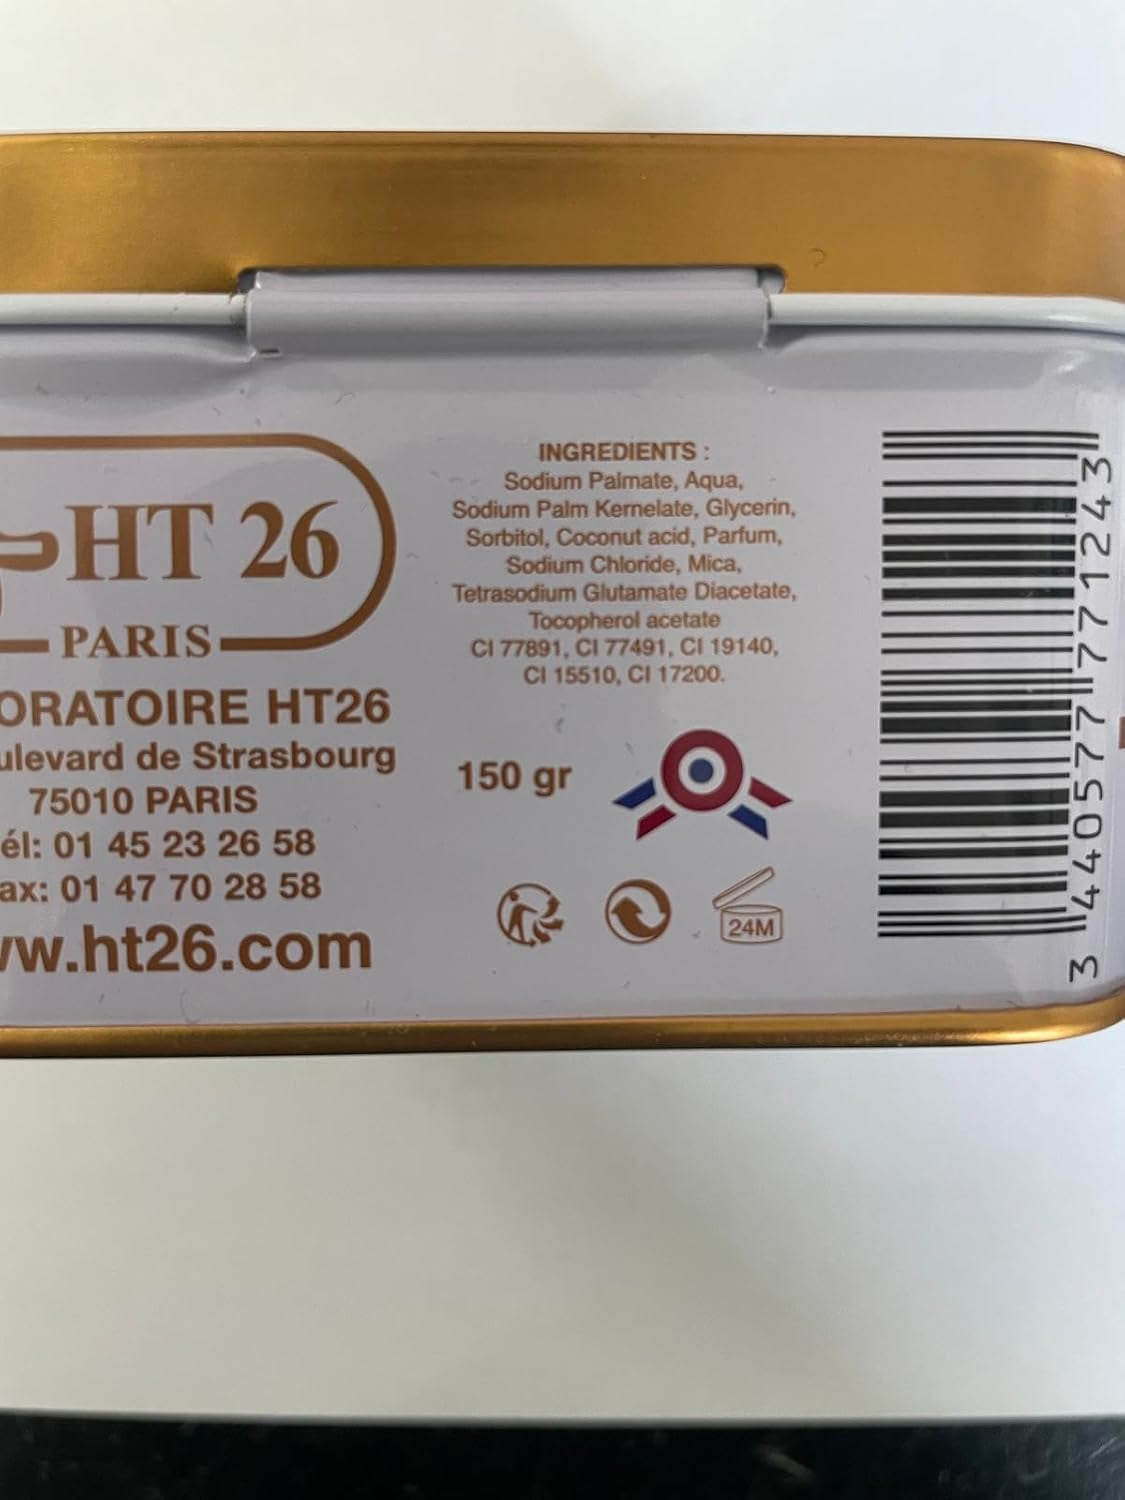 HT 26
PARIS
ORATOIRE HT26
ulevard de Strasbourg
75010 PARIS
él: 01 45 23 26 58
ax: 01 47 70 28 58
w.ht26.com
INGREDIENTS :
Sodium Palmate, Aqua,
Sodium Palm Kernelate, Glycerin,
Sorbitol, Coconut acid, Parfum,
Sodium Chloride, Mica,
Tetrasodium Glutamate Diacetate,
Tocopherol acetate
CI 77891, CI 77491, CI 19140,
CI 15510, CI 17200.
150 gr
24M
3 440577 771243